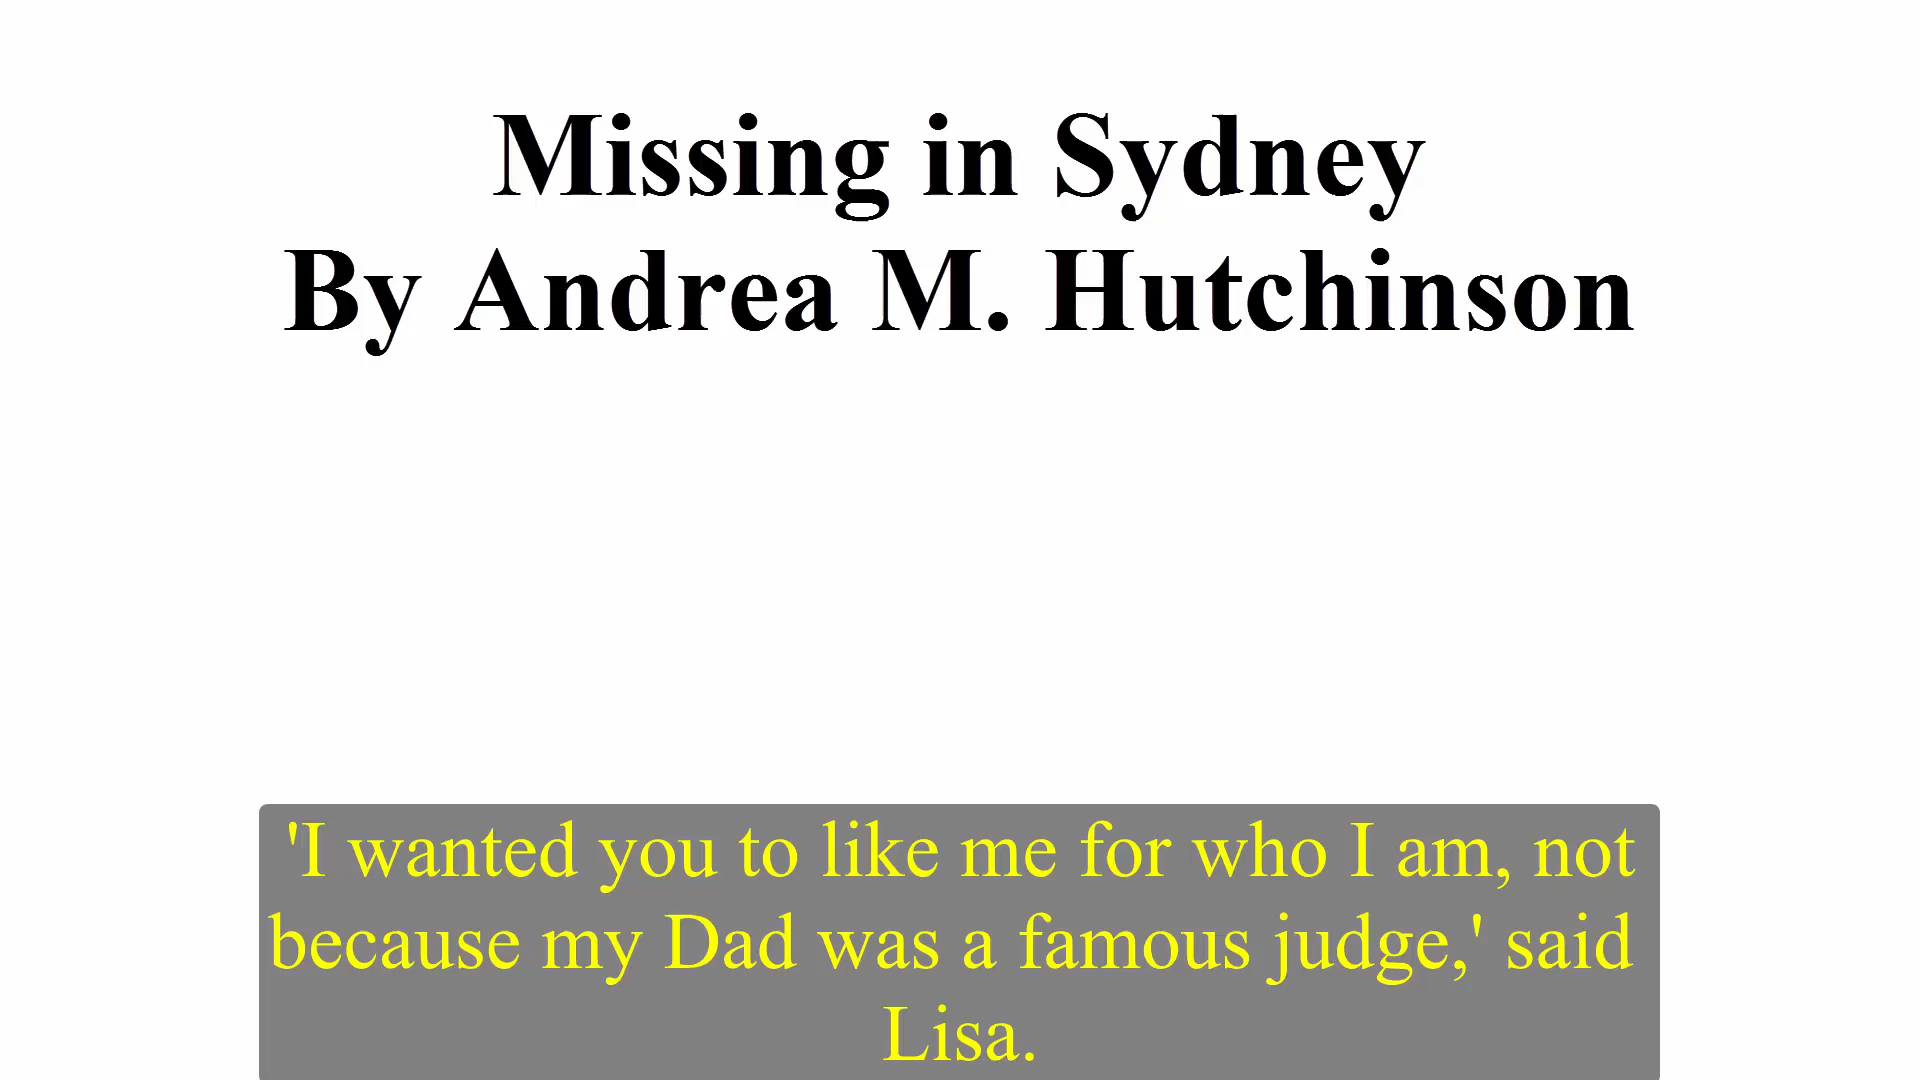 Missing in Sydney
By Andrea M. Hutchinson
'I wanted you to like me for who I am, not
because my Dad was a famous judge,' said
Lisa.